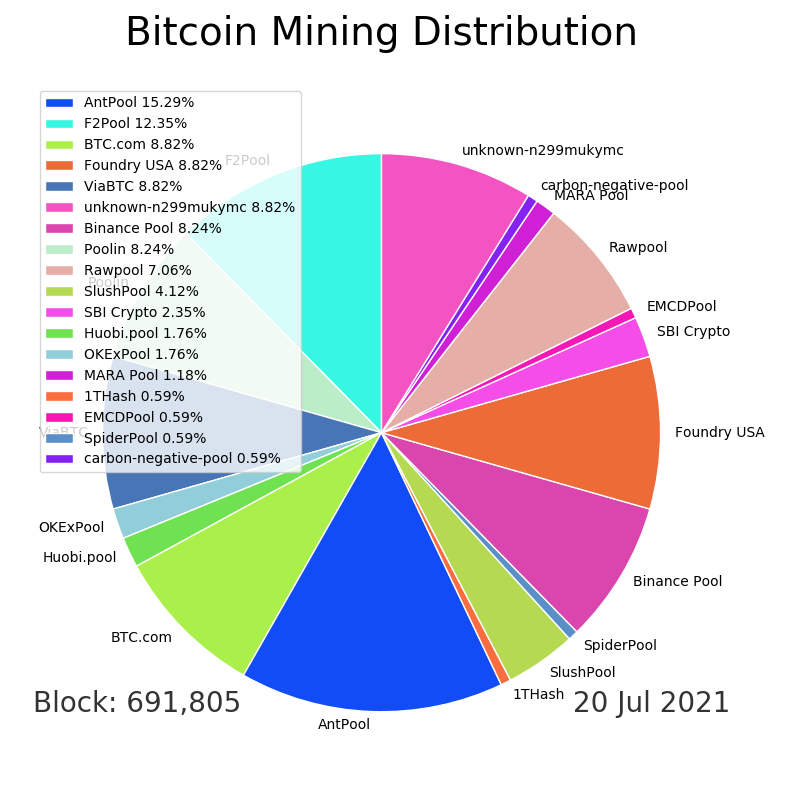 Bitcoin Mining Distribution
AntPool 15.29%
F2Pool 12.35%
BTC.com 8.82%
Foundry USA 8.82%
ViaBTC 8.82%
unknown-n299mukymc 8.82%
Binance Pool 8.24%
Poolin 8.24%
Rawpool 7.06%
SlushPool 4.12%
SBI Crypto 2.35%
Huobi.pool 1.76%
OKExPool 1.76%
MARA Pool 1.18%
1THash 0.59%
EMCDPool 0.59%
SpiderPool 0.59%
carbon-negative-pool 0.59%
F2Pool
Poolin
ViaBTC
OKExPool
Huobi.pool
BTC.com
AntPool
1THash
SlushPool
SpiderPool
Binance Pool
Foundry USA
SBI Crypto
EMCDPool
Rawpool
MARA Pool
carbon-negative-pool
unknown-n299mukymc
Block: 691,805
20 Jul 2021